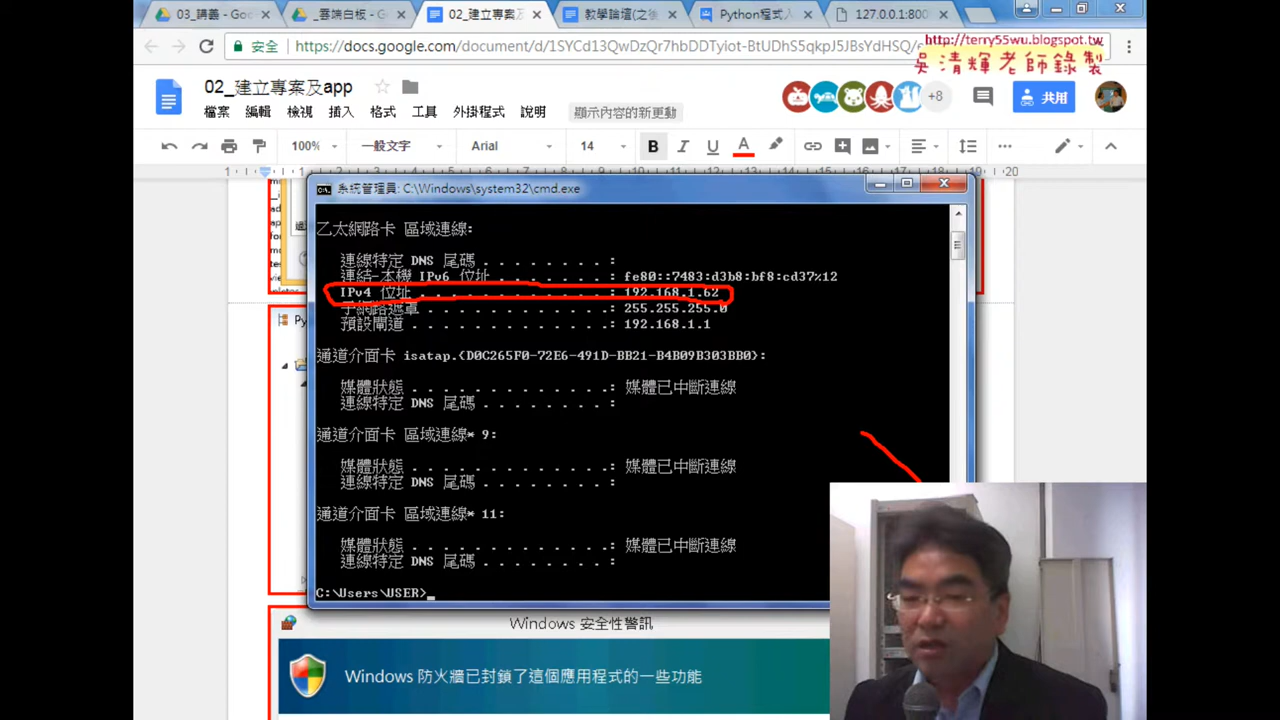 03_講義 - Goo
_雲端白板 - G
02_建立專案及
教學論壇(之後
Python程式入
127.0.0.1:800
安全
https://docs.google.com/document/d/1SYCd13QwDzQr7hbDDTyiot-BtUDhS5qkpJ5JBsYdHSQ/e
http://terry55wu.blogspot.tw
吳清輝老師錄製
02_建立專案及app
檔案 編輯 檢視 插入 格式 工具 外掛程式 說明 顯示內容的新更動
+8
共用
100% 一般文字 Arial 14 B I U A
系統管理員: C:\Windows\system32\cmd.exe
乙太網路卡 區域連線:
連線特定 DNS 尾碼 . . . . . . . . :
連結-本機 IPv6 位址 . . . . . . . : fe80::7483:d3b8:bf8:cd37%12
IPv4 位址 . . . . . . . . . . . . : 192.168.1.62
子網路遮罩 . . . . . . . . . . . .: 255.255.255.0
預設閘道 . . . . . . . . . . . . .: 192.168.1.1
通道介面卡 isatap.{D0C265F0-72E6-491D-BB21-B4B09B303BB0}:
媒體狀態 . . . . . . . . . . . . .: 媒體已中斷連線
連線特定 DNS 尾碼 . . . . . . . . :
通道介面卡 區域連線* 9:
媒體狀態 . . . . . . . . . . . . .: 媒體已中斷連線
連線特定 DNS 尾碼 . . . . . . . . :
通道介面卡 區域連線* 11:
媒體狀態 . . . . . . . . . . . . .: 媒體已中斷連線
連線特定 DNS 尾碼 . . . . . . . . :
C:\Users\USER>
Windows 安全性警訊
Windows 防火牆已封鎖了這個應用程式的一些功能